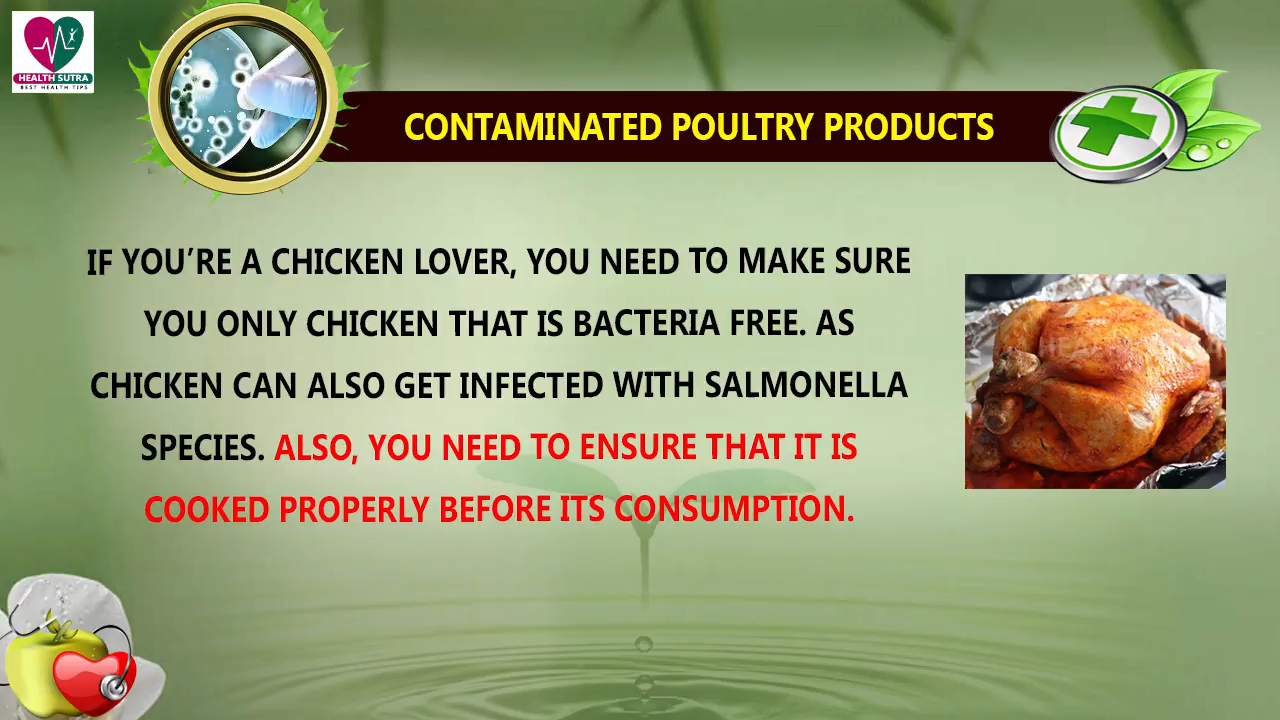 HEALTH SUTRA
BEST HEALTH TIPS
CONTAMINATED POULTRY PRODUCTS
IF YOU'RE A CHICKEN LOVER, YOU NEED TO MAKE SURE
YOU ONLY CHICKEN THAT IS BACTERIA FREE. AS
CHICKEN CAN ALSO GET INFECTED WITH SALMONELLA
SPECIES. ALSO, YOU NEED TO ENSURE THAT IT IS
COOKED PROPERLY BEFORE ITS CONSUMPTION.